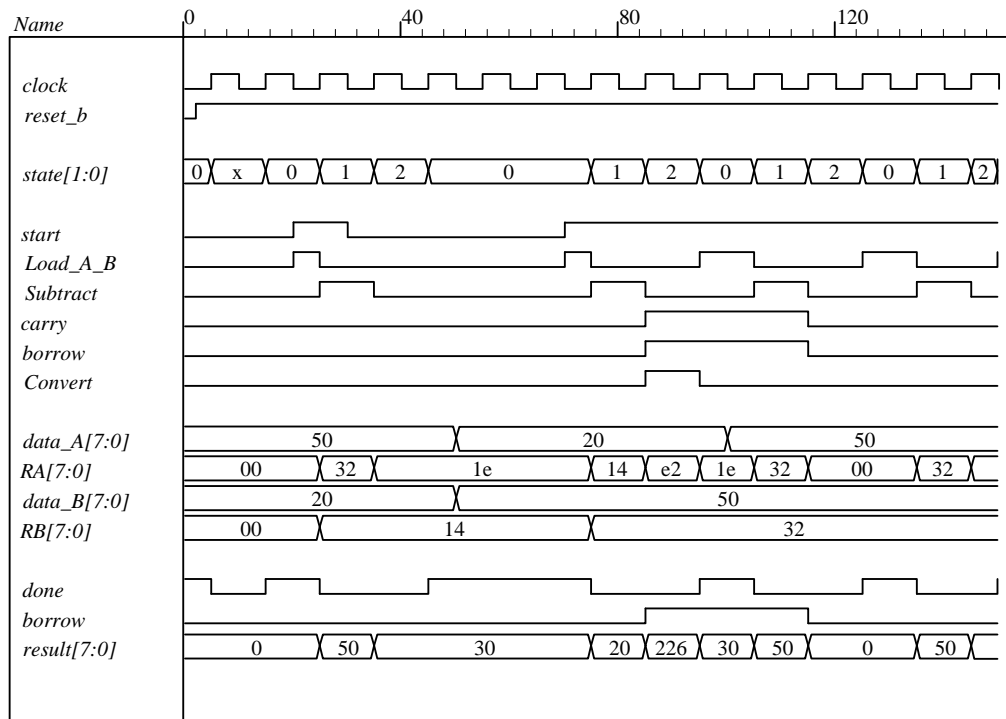 Name 0 40 80 120
clock
reset_b
state[1:0] 0 x 0 1 2 0 1 2 0 1 2 0 1 2
start
Load_A_B
Subtract
carry
borrow
Convert
data_A[7:0] 50 20 50
RA[7:0] 00 32 1e 14 e2 1e 32 00 32
data_B[7:0] 20 50
RB[7:0] 00 14 32
done
borrow
result[7:0] 0 50 30 20 226 30 50 0 50